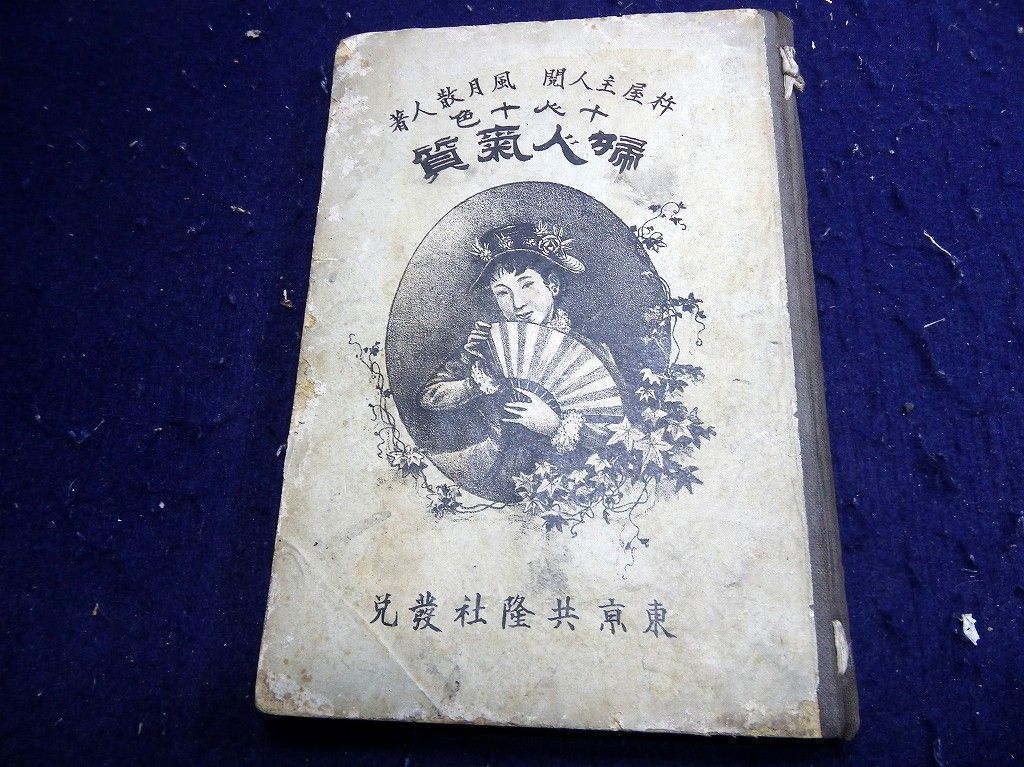 杵屋主人閲 風月散人著
十人十色
婦人氣質
東京共隆社發兌